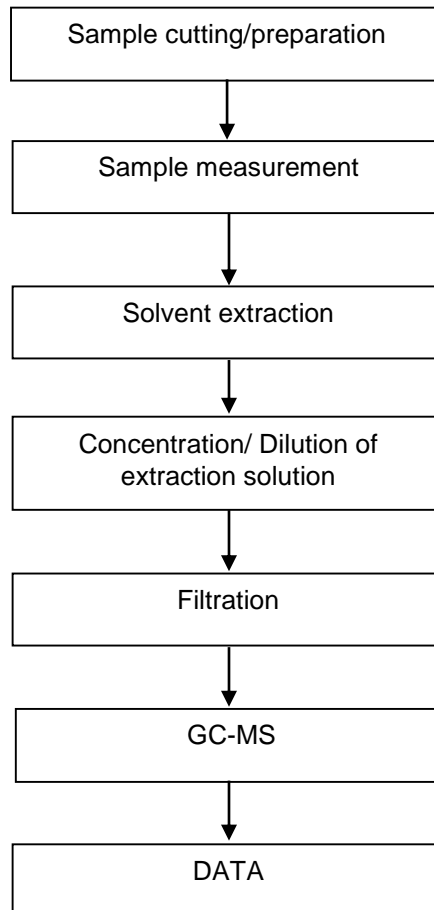 Sample cutting/preparation
Sample measurement
Solvent extraction
Concentration/ Dilution of
extraction solution
Filtration
GC-MS
DATA